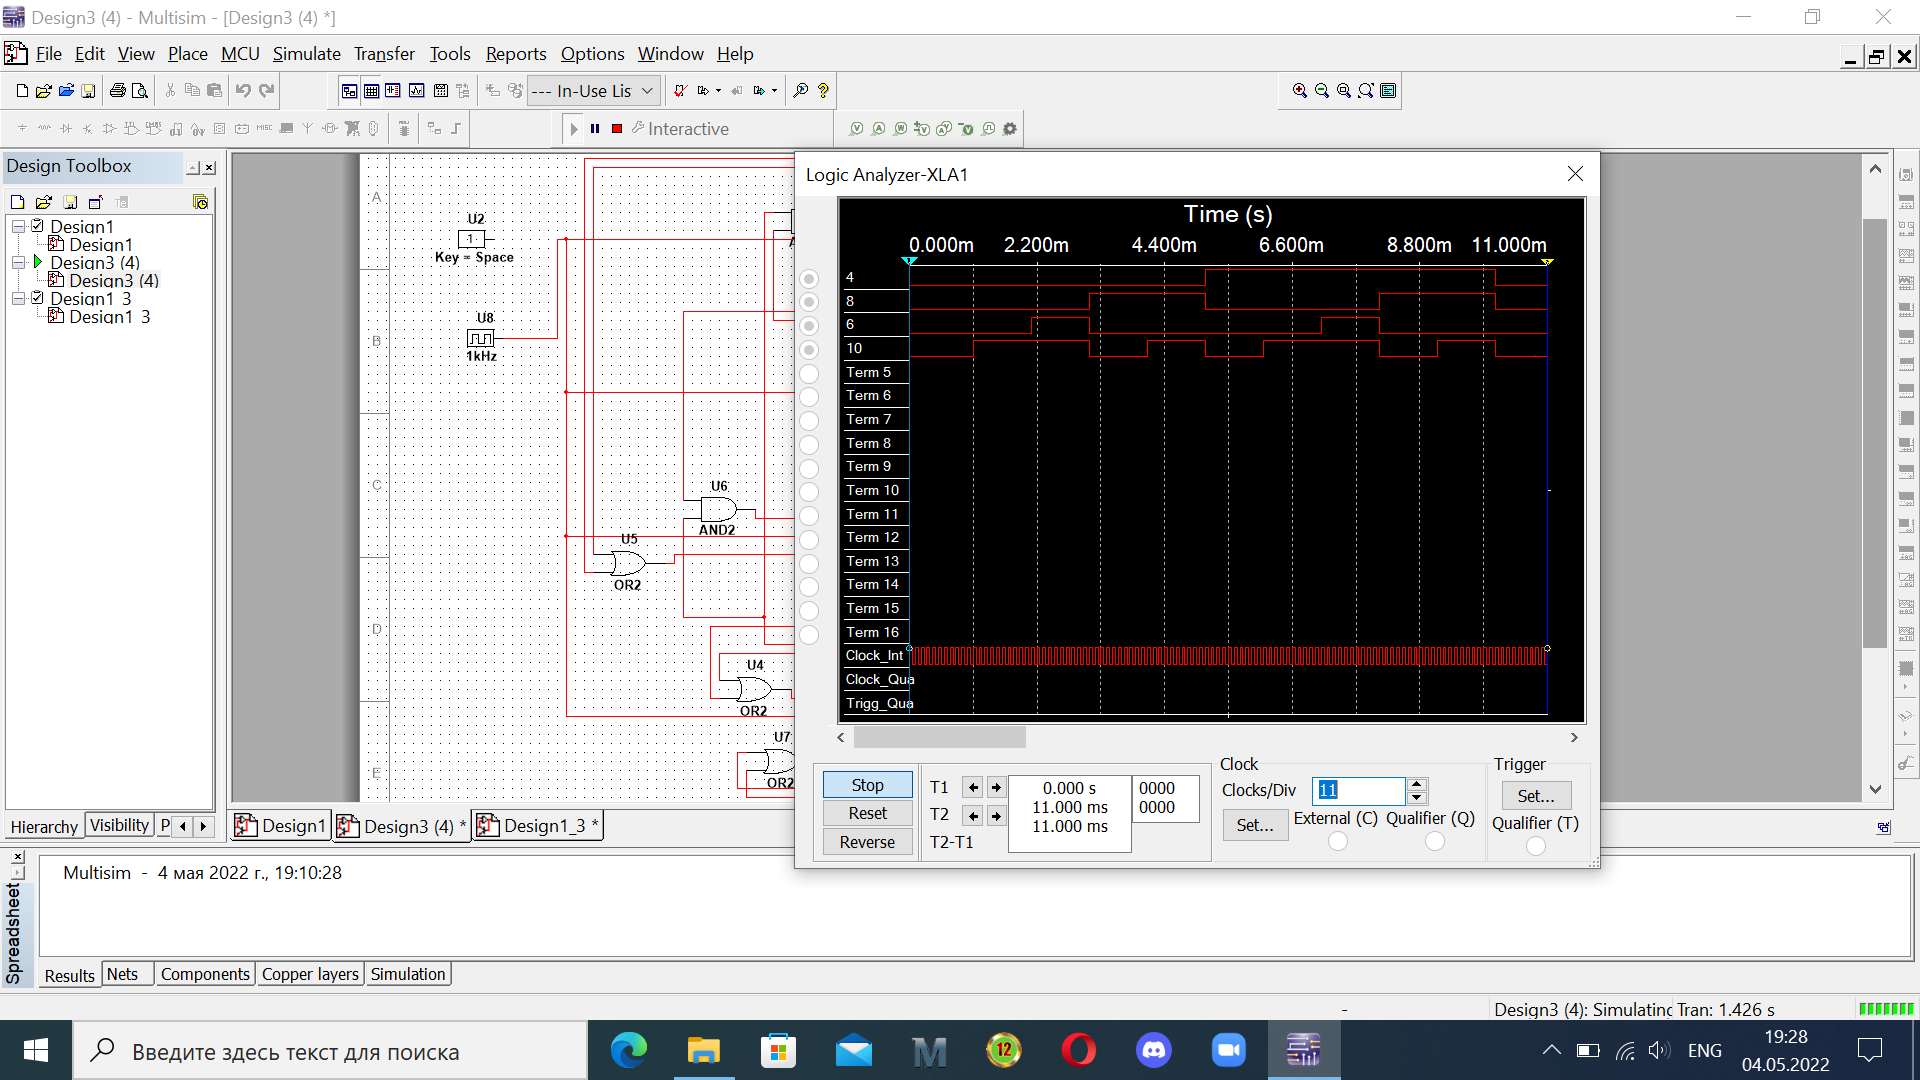 Design3 (4) - Multisim - [Design3 (4) *]
File Edit View Place MCU Simulate Transfer Tools Reports Options Window Help
--- In-Use Lis
Interactive
Design Toolbox
Design1
Design1
Design3 (4)
Design3 (4)
Design1_3
Design1_3
Hierarchy Visibility P
A
B
C
D
E
U2
1
Key = Space
U8
1kHz
U6
AND2
U5
OR2
U4
OR2
U7
OR2
Logic Analyzer-XLA1
Time (s)
0.000m 2.200m 4.400m 6.600m 8.800m 11.000m
4
8
6
10
Term 5
Term 6
Term 7
Term 8
Term 9
Term 10
Term 11
Term 12
Term 13
Term 14
Term 15
Term 16
Clock_Int
Clock_Qua
Trigg_Qua
Stop
Reset
Reverse
T1 0.000 s 0000
T2 11.000 ms 0000
T2-T1 11.000 ms
Clock
Clocks/Div 11
Set... External (C) Qualifier (Q)
Trigger
Set...
Qualifier (T)
Design1 Design3 (4) * Design1_3 *
Spreadsheet
Multisim - 4 мая 2022 г., 19:10:28
Results Nets Components Copper layers Simulation
- Design3 (4): Simulating Tran: 1.426 s
Введите здесь текст для поиска
12
ENG
19:28
04.05.2022